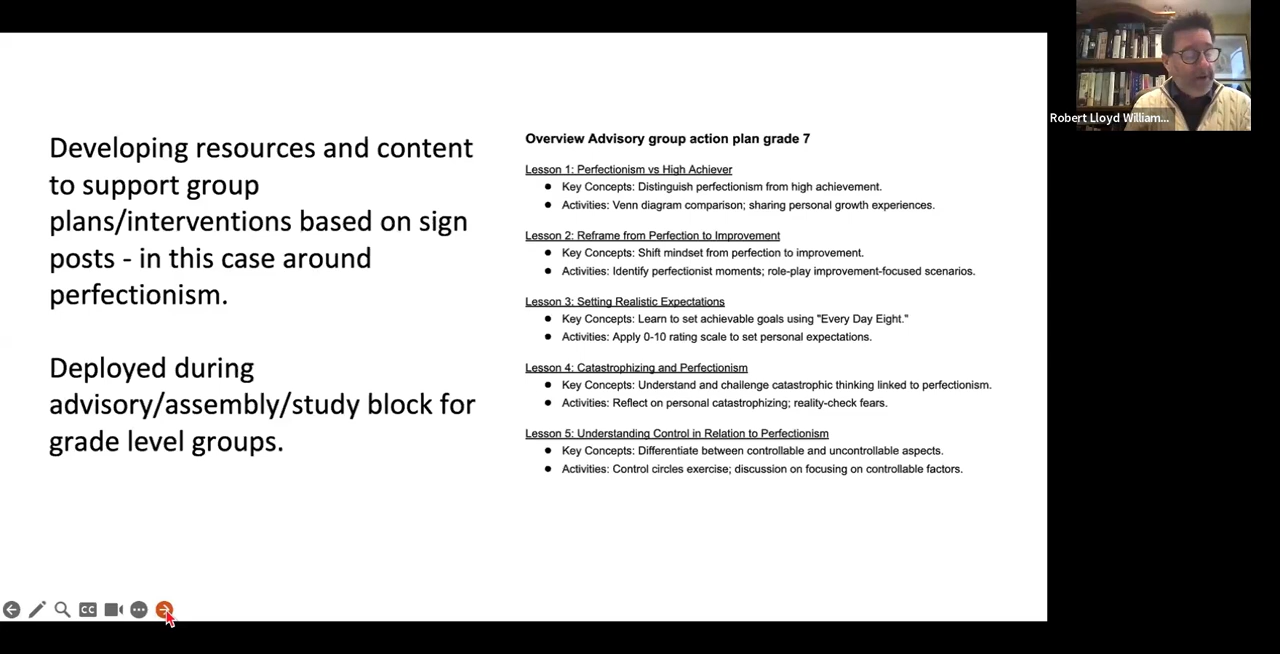 Developing resources and content
to support group
plans/interventions based on sign
posts - in this case around
perfectionism.
Deployed during
advisory/assembly/study block for
grade level groups.
Overview Advisory group action plan grade 7
Lesson 1: Perfectionism vs High Achiever
● Key Concepts: Distinguish perfectionism from high achievement.
● Activities: Venn diagram comparison; sharing personal growth experiences.
Lesson 2: Reframe from Perfection to Improvement
● Key Concepts: Shift mindset from perfection to improvement.
● Activities: Identify perfectionist moments; role-play improvement-focused scenarios.
Lesson 3: Setting Realistic Expectations
● Key Concepts: Learn to set achievable goals using "Every Day Eight."
● Activities: Apply 0-10 rating scale to set personal expectations.
Lesson 4: Catastrophizing and Perfectionism
● Key Concepts: Understand and challenge catastrophic thinking linked to perfectionism.
● Activities: Reflect on personal catastrophizing; reality-check fears.
Lesson 5: Understanding Control in Relation to Perfectionism
● Key Concepts: Differentiate between controllable and uncontrollable aspects.
● Activities: Control circles exercise; discussion on focusing on controllable factors.
Robert Lloyd William...
CC